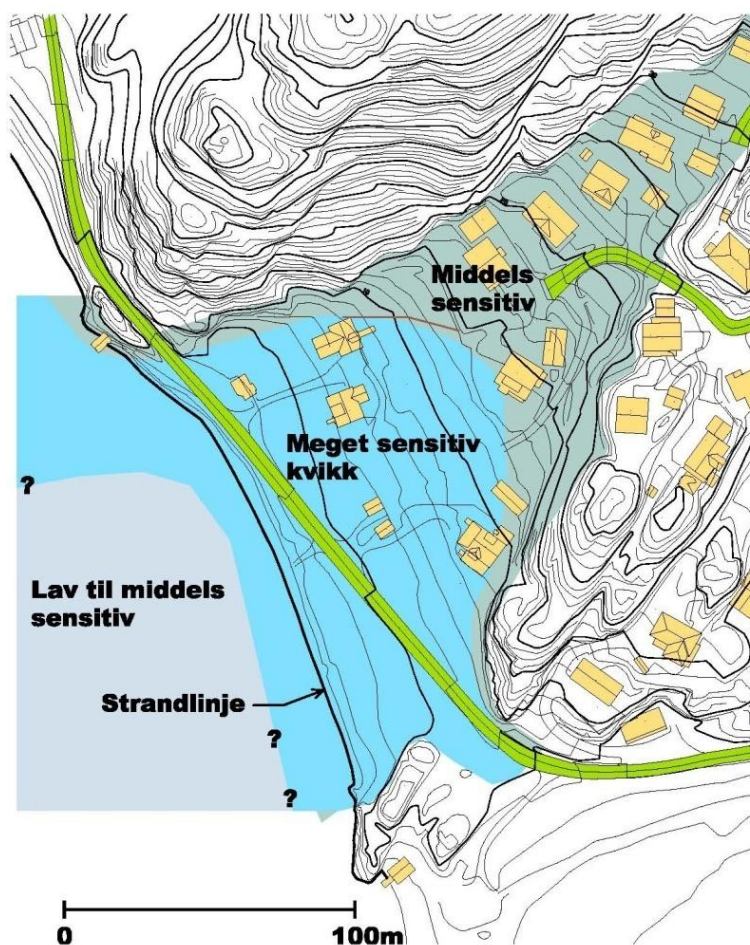 Middels
sensitiv
Meget sensitiv
kvikk
?
Lav til middels
sensitiv
Strandlinje
?
?
0
100m